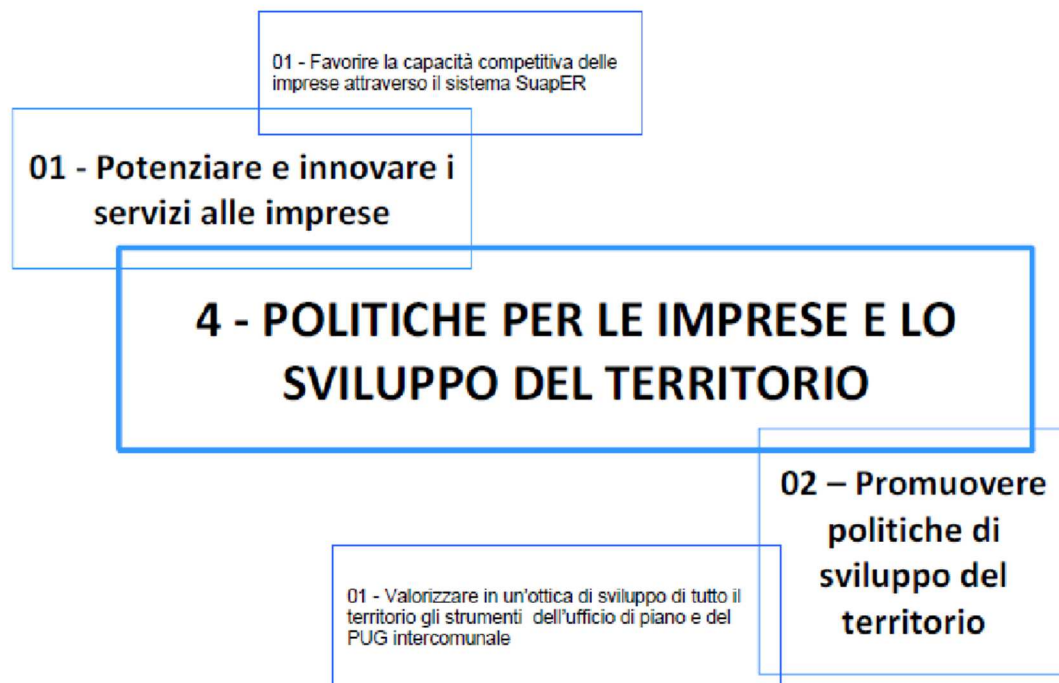 01 - Favorire la capacità competitiva delle
imprese attraverso il sistema SuapER
01 - Potenziare e innovare i
servizi alle imprese
4 - POLITICHE PER LE IMPRESE E LO
SVILUPPO DEL TERRITORIO
02 – Promuovere
politiche di
sviluppo del
territorio
01 - Valorizzare in un'ottica di sviluppo di tutto il
territorio gli strumenti dell'ufficio di piano e del
PUG intercomunale